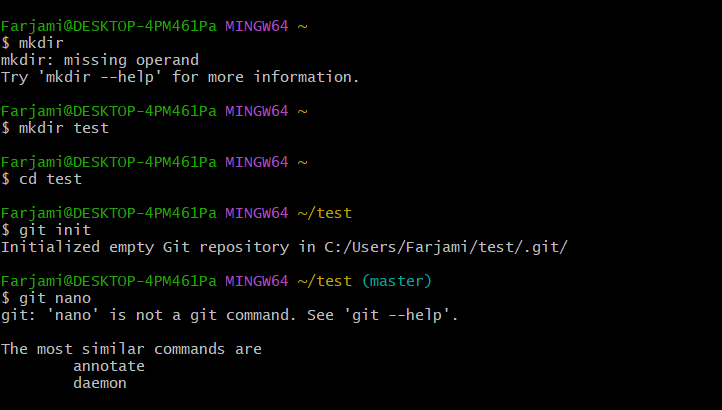 Farjami@DESKTOP-4PM461Pa MINGW64 ~
$ mkdir
mkdir: missing operand
Try 'mkdir --help' for more information.
Farjami@DESKTOP-4PM461Pa MINGW64 ~
$ mkdir test
Farjami@DESKTOP-4PM461Pa MINGW64 ~
$ cd test
Farjami@DESKTOP-4PM461Pa MINGW64 ~/test
$ git init
Initialized empty Git repository in C:/Users/Farjami/test/.git/
Farjami@DESKTOP-4PM461Pa MINGW64 ~/test (master)
$ git nano
git: 'nano' is not a git command. See 'git --help'.
The most similar commands are
annotate
daemon